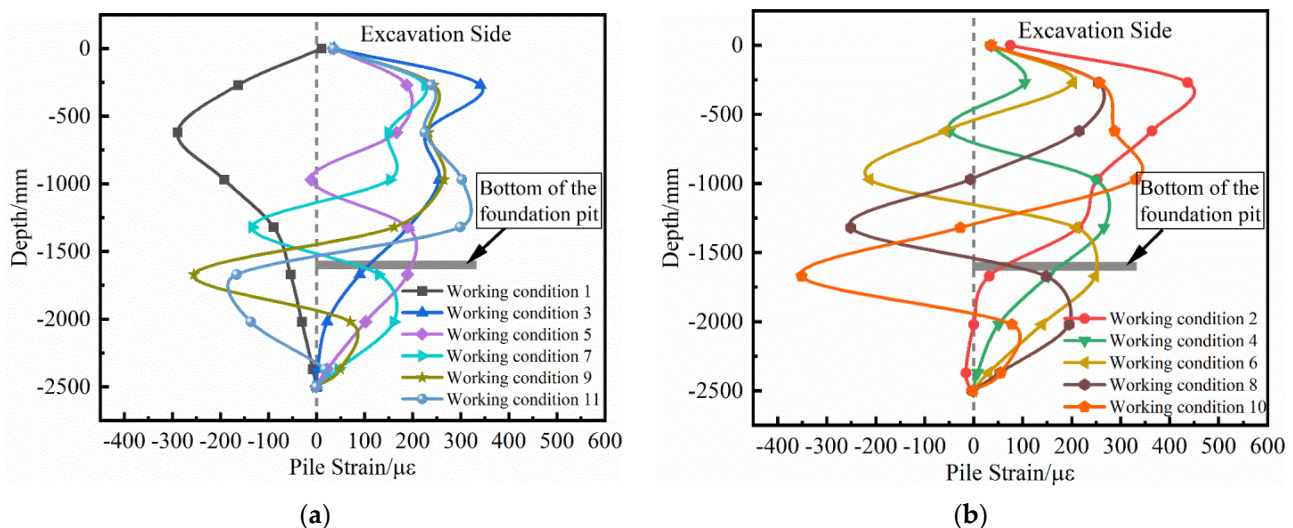 Excavation Side
0
-500
-1000
-1500
-2000
-2500
Depth/mm
Bottom of the
foundation pit
Working condition 1
Working condition 3
Working condition 5
Working condition 7
Working condition 9
Working condition 11
-400 -300 -200 -100 0 100 200 300 400 500 600
Pile Strain/με
(a)
Excavation Side
0
-500
-1000
-1500
-2000
-2500
Depth/mm
Bottom of the
foundation pit
Working condition 2
Working condition 4
Working condition 6
Working condition 8
Working condition 10
-400 -300 -200 -100 0 100 200 300 400 500 600
Pile Strain/με
(b)